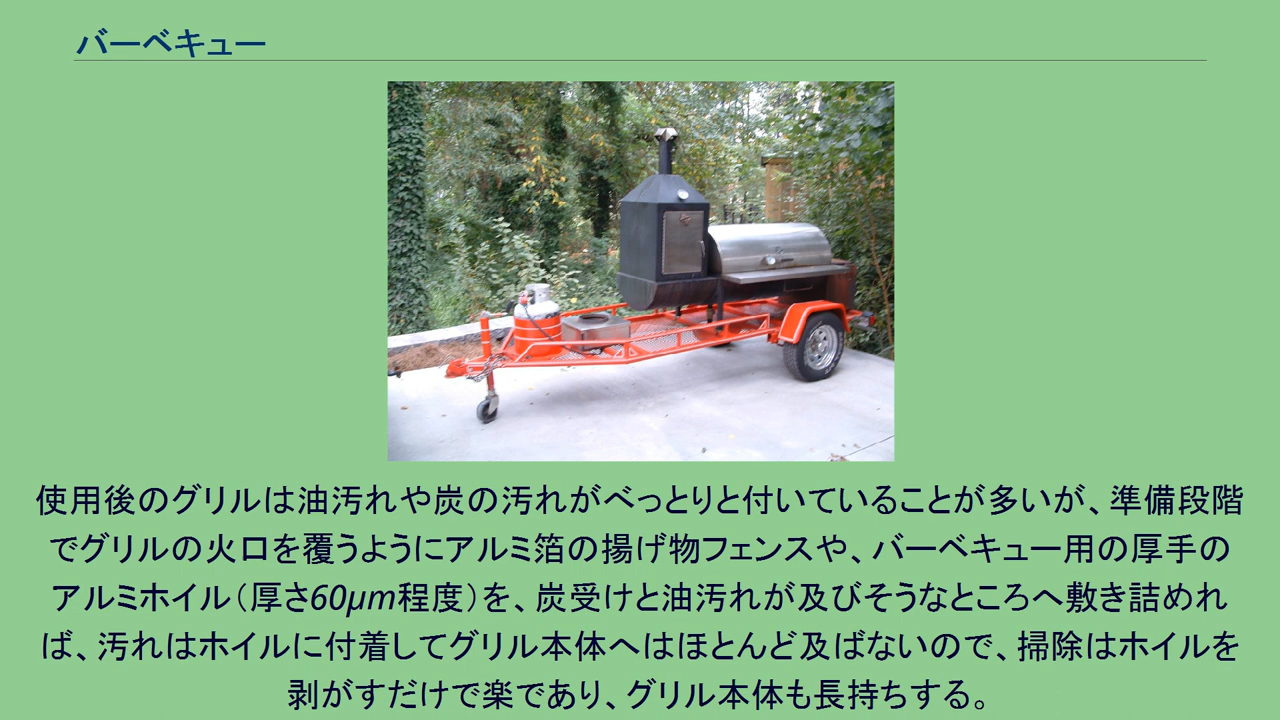 バーベキュー
使用後のグリルは油汚れや炭の汚れがべっとりと付いていることが多いが、準備段階
でグリルの火口を覆うようにアルミ箔の揚げ物フェンスや、バーベキュー用の厚手の
アルミホイル（厚さ60μm程度）を、炭受けと油汚れが及びそうなところへ敷き詰めれ
ば、汚れはホイルに付着してグリル本体へはほとんど及ばないので、掃除はホイルを
剥がすだけで楽であり、グリル本体も長持ちする。